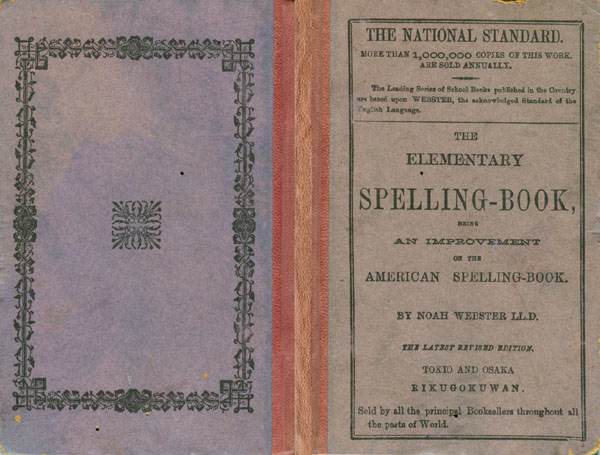 THE NATIONAL STANDARD.
MORE THAN 1,000,000 COPIES OF THIS WORK.
ARE SOLD ANNUALLY.
The Leading Series of School Books published in the Country
are based upon WEBSTER, the acknowledged Standard of the
English Language.
THE
ELEMENTARY
SPELLING-BOOK,
BEING
AN IMPROVEMENT
ON THE
AMERICAN SPELLING-BOOK.
BY NOAH WEBSTER LL.D.
THE LATEST REVISED EDITION.
TOKIO AND OSAKA
RIKUGOKUWAN.
Sold by all the principal Booksellers throughout all
the parts of World.